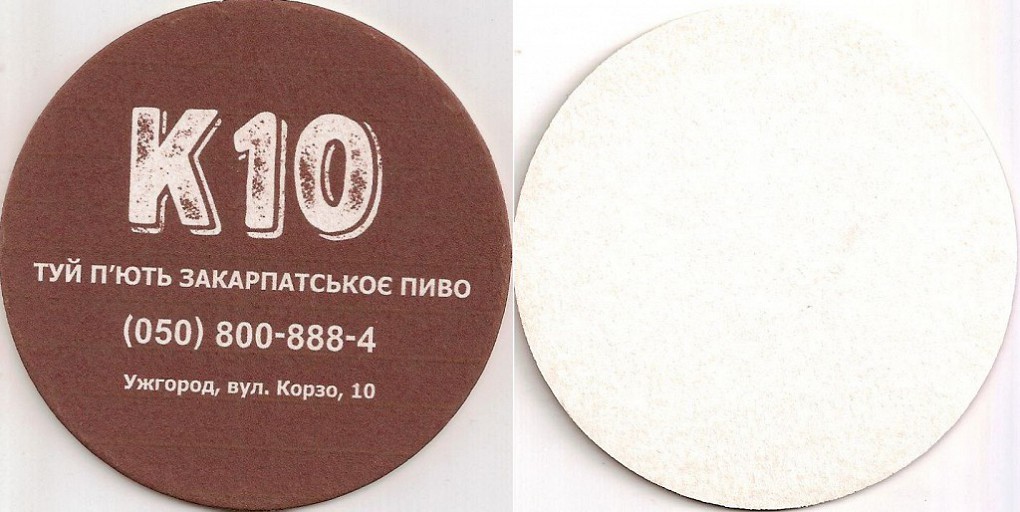 К10
ТУЙ П'ЮТЬ ЗАКАРПАТСЬКОЄ ПИВО
(050) 800-888-4
Ужгород, вул. Корзо, 10